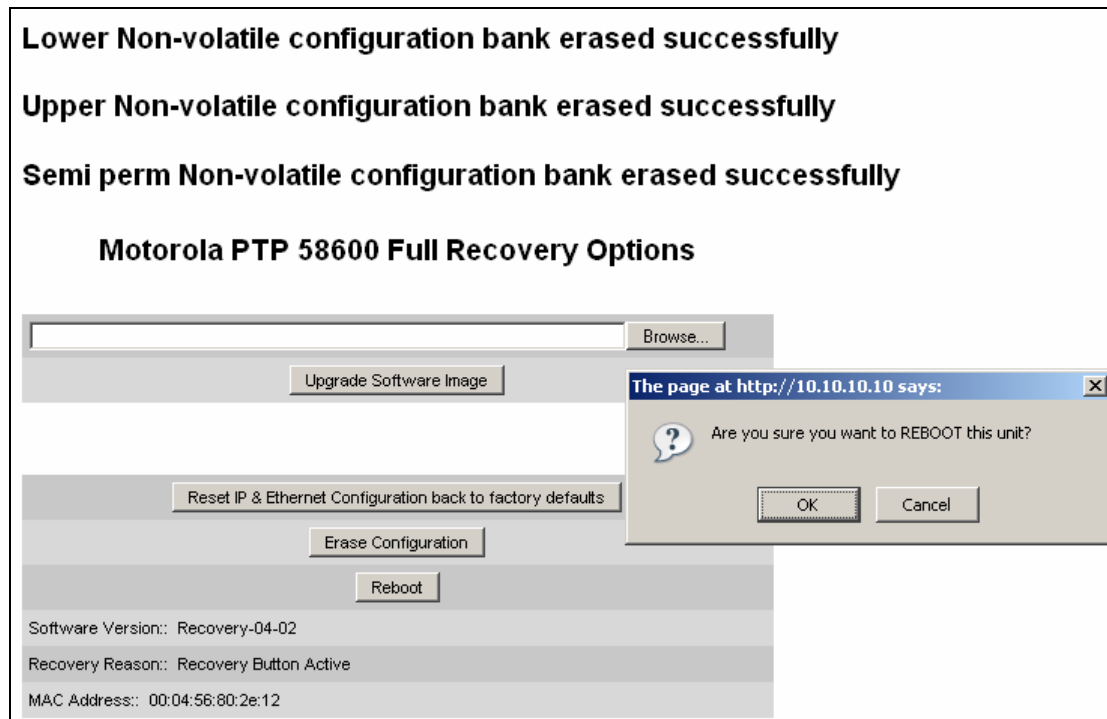 Lower Non-volatile configuration bank erased successfully
Upper Non-volatile configuration bank erased successfully
Semi perm Non-volatile configuration bank erased successfully
Motorola PTP 58600 Full Recovery Options
Browse...
Upgrade Software Image
The page at http://10.10.10.10 says:
Are you sure you want to REBOOT this unit?
OK Cancel
Reset IP & Ethernet Configuration back to factory defaults
Erase Configuration
Reboot
Software Version:: Recovery-04-02
Recovery Reason:: Recovery Button Active
MAC Address:: 00:04:56:80:2e:12